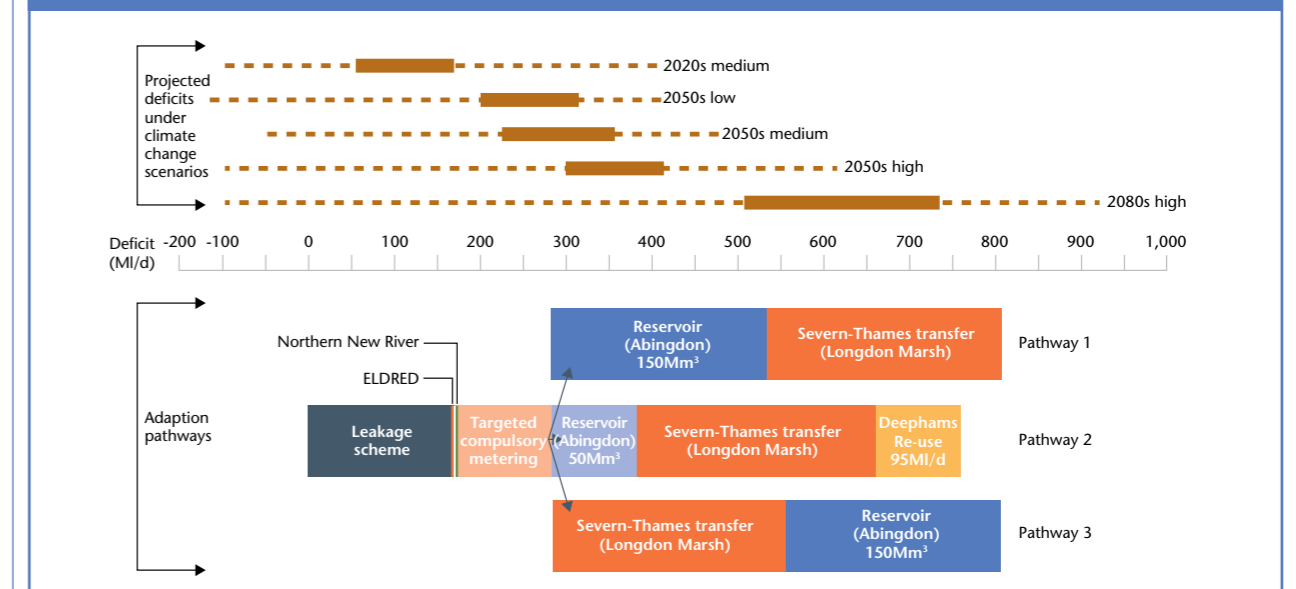 Projected
deficits
under
climate
change
scenarios
2020s medium
2050s low
2050s medium
2050s high
2080s high
Deficit
(Ml/d)
-200 -100 0 100 200 300 400 500 600 700 800 900 1,000
Adaption
pathways
Northern New River
ELDRED
Reservoir
(Abingdon)
150Mm³
Severn-Thames transfer
(Longdon Marsh)
Pathway 1
Leakage
scheme
Targeted
compulsory
metering
Reservoir
(Abingdon)
50Mm³
Severn-Thames transfer
(Longdon Marsh)
Deephams
Re-use
95Ml/d
Pathway 2
Severn-Thames transfer
(Longdon Marsh)
Reservoir
(Abingdon)
150Mm³
Pathway 3